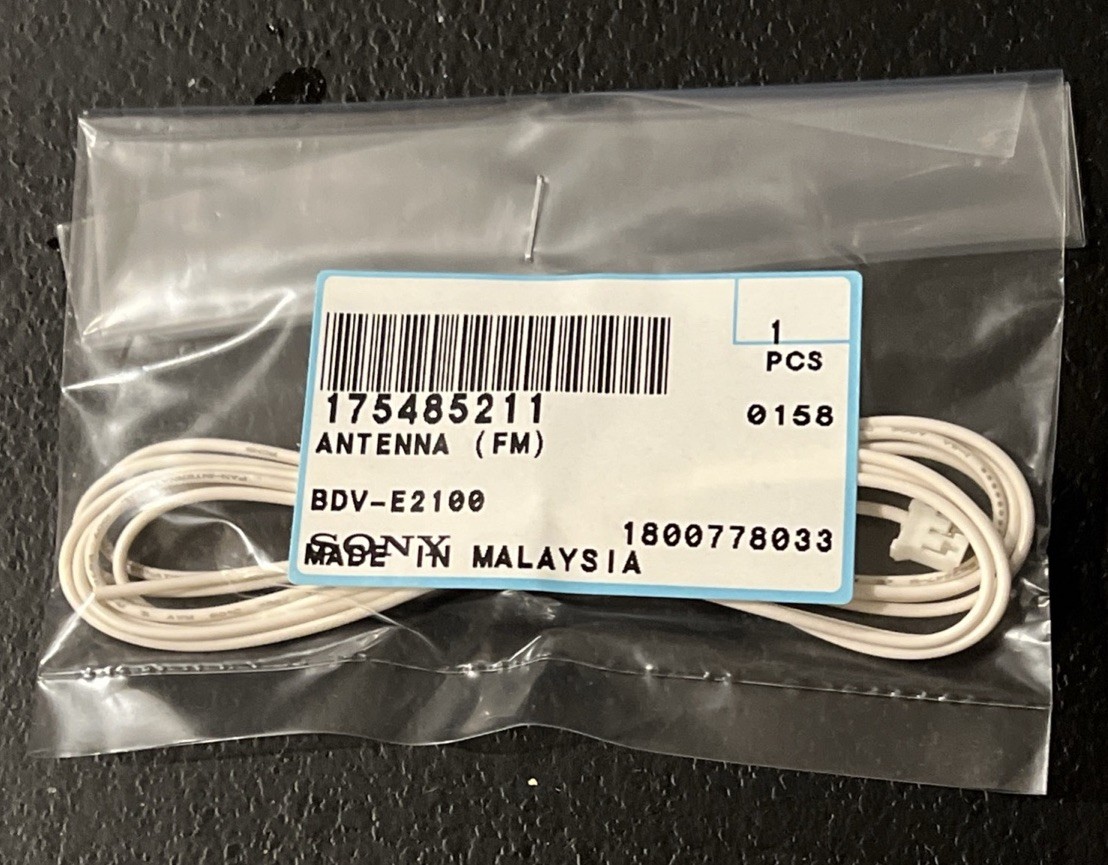 1
PCS
175485211
0158
ANTENNA (FM)
BDV-E2100
1800778033
SONY
MADE IN MALAYSIA